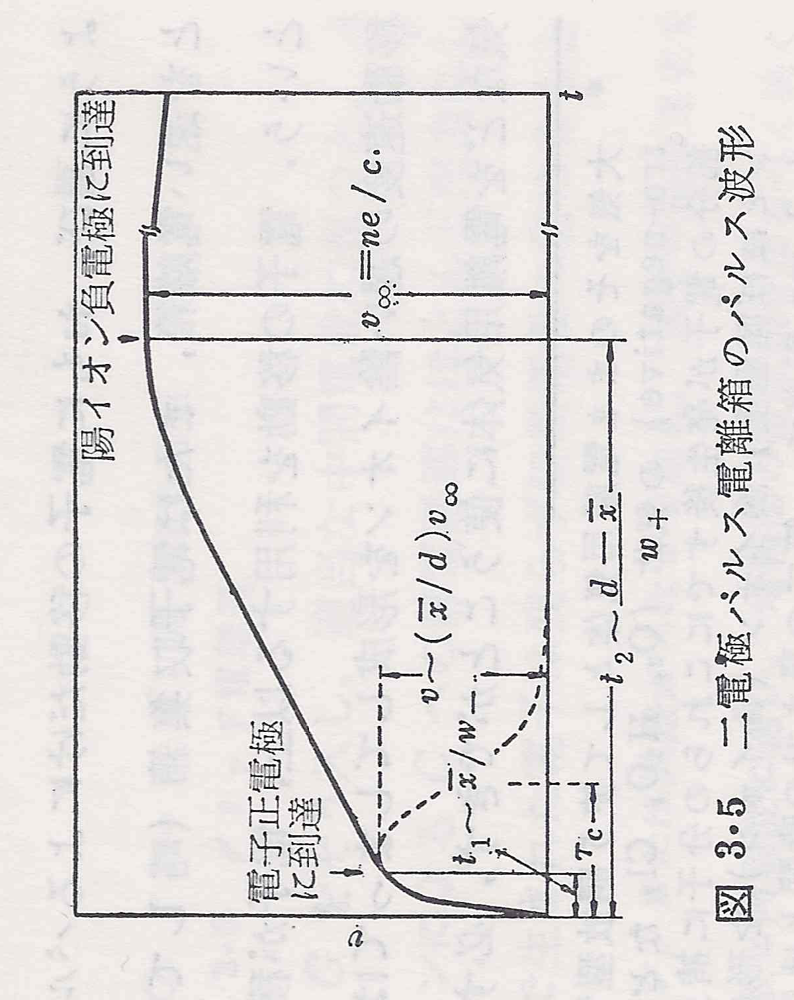 陽イオン負電極に到達
電子正電極
に到達
v
v∞=ne/c.
v～(x̄/d)v∞
t₁～x̄/w−
τc
t₂～(d−x̄)/w+
t
図 3・5 二電極パルス電離箱のパルス波形